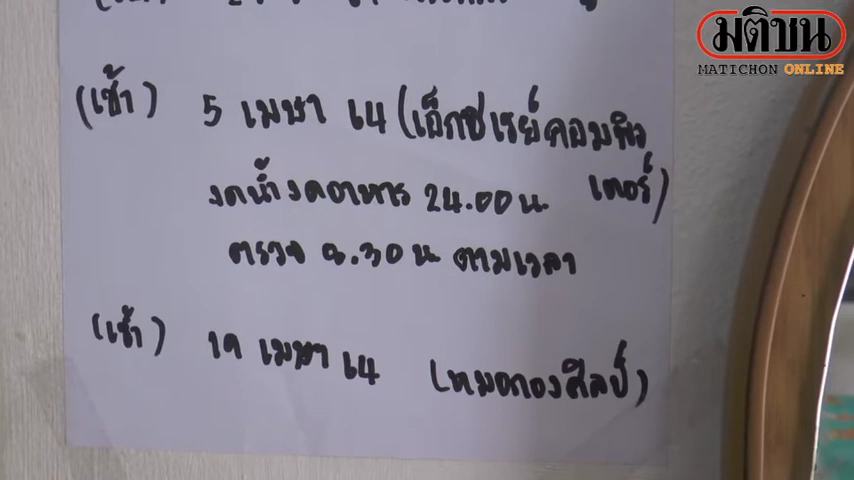 มติชน
MATICHON ONLINE
(เช้า) 5 เมษา 64 (เอ็กซเรย์คอมพิว
งดน้ำงดอาหาร 24.00 น. เตอร์)
ตรวจ 8.30 น ตามเวลา
(เช้า) 19 เมษา 64 (หมอกองศิลป์)